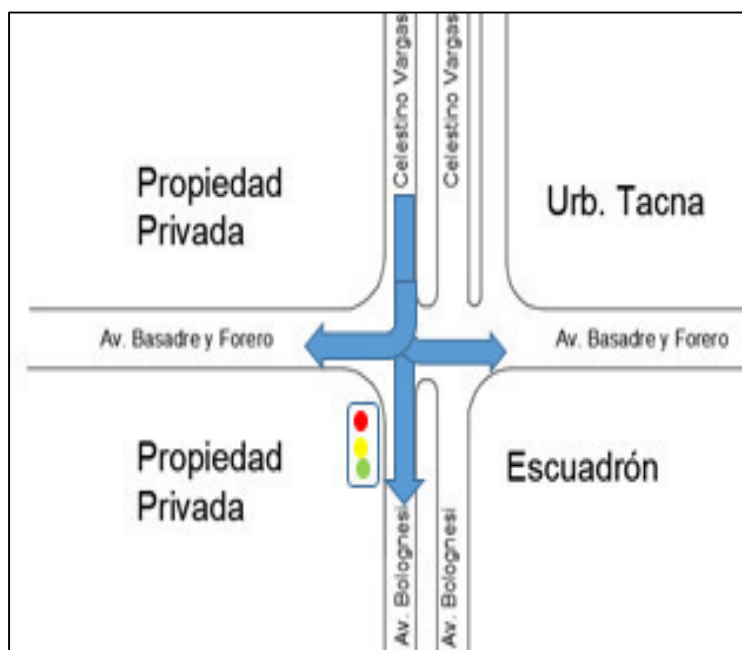 Celestino Vargas
Celestino Vargas
Propiedad
Privada
Urb. Tacna
Av. Basadre y Forero
Av. Basadre y Forero
Propiedad
Privada
Escuadrón
Av. Bolognesi
Av. Bolognesi